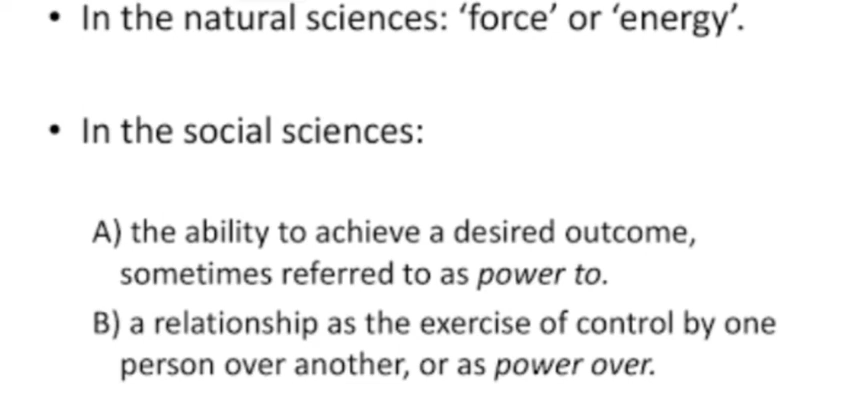 • In the natural sciences: ‘force’ or ‘energy’.
• In the social sciences:
A) the ability to achieve a desired outcome,
sometimes referred to as power to.
B) a relationship as the exercise of control by one
person over another, or as power over.